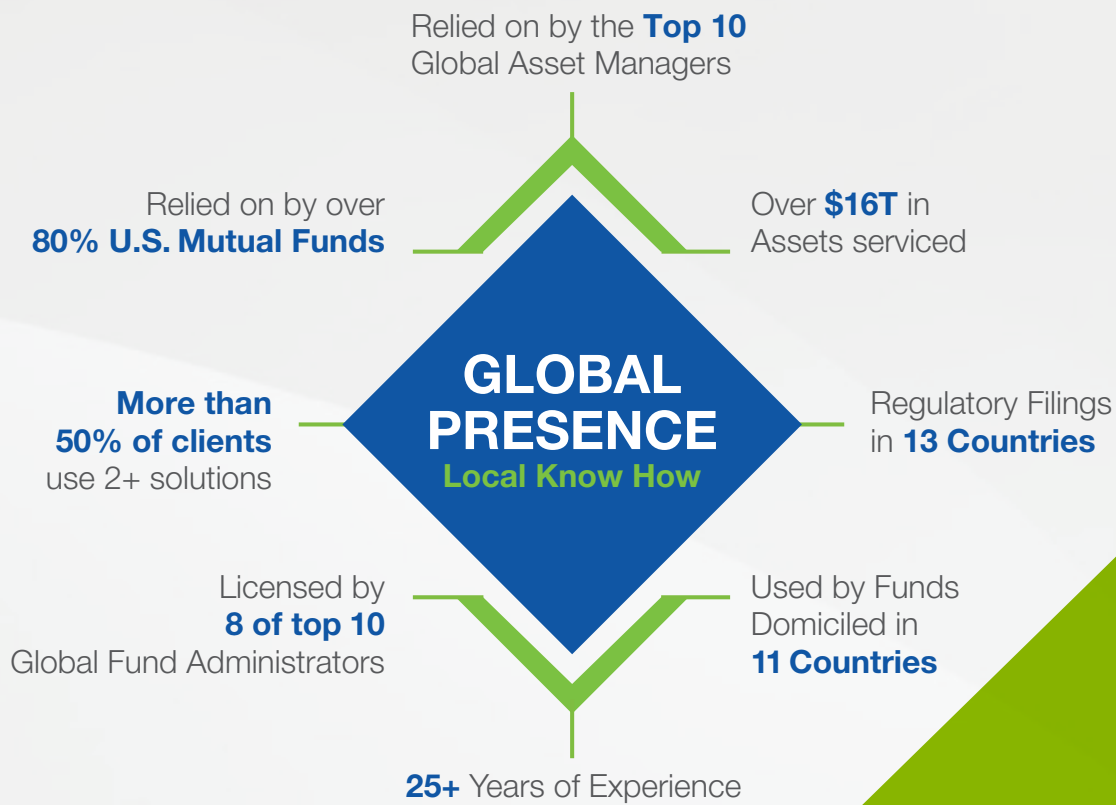 Relied on by the Top 10
Global Asset Managers
Relied on by over
80% U.S. Mutual Funds
Over $16T in
Assets serviced
More than
50% of clients
use 2+ solutions
GLOBAL
PRESENCE
Local Know How
Regulatory Filings
in 13 Countries
Licensed by
8 of top 10
Global Fund Administrators
Used by Funds
Domiciled in
11 Countries
25+ Years of Experience